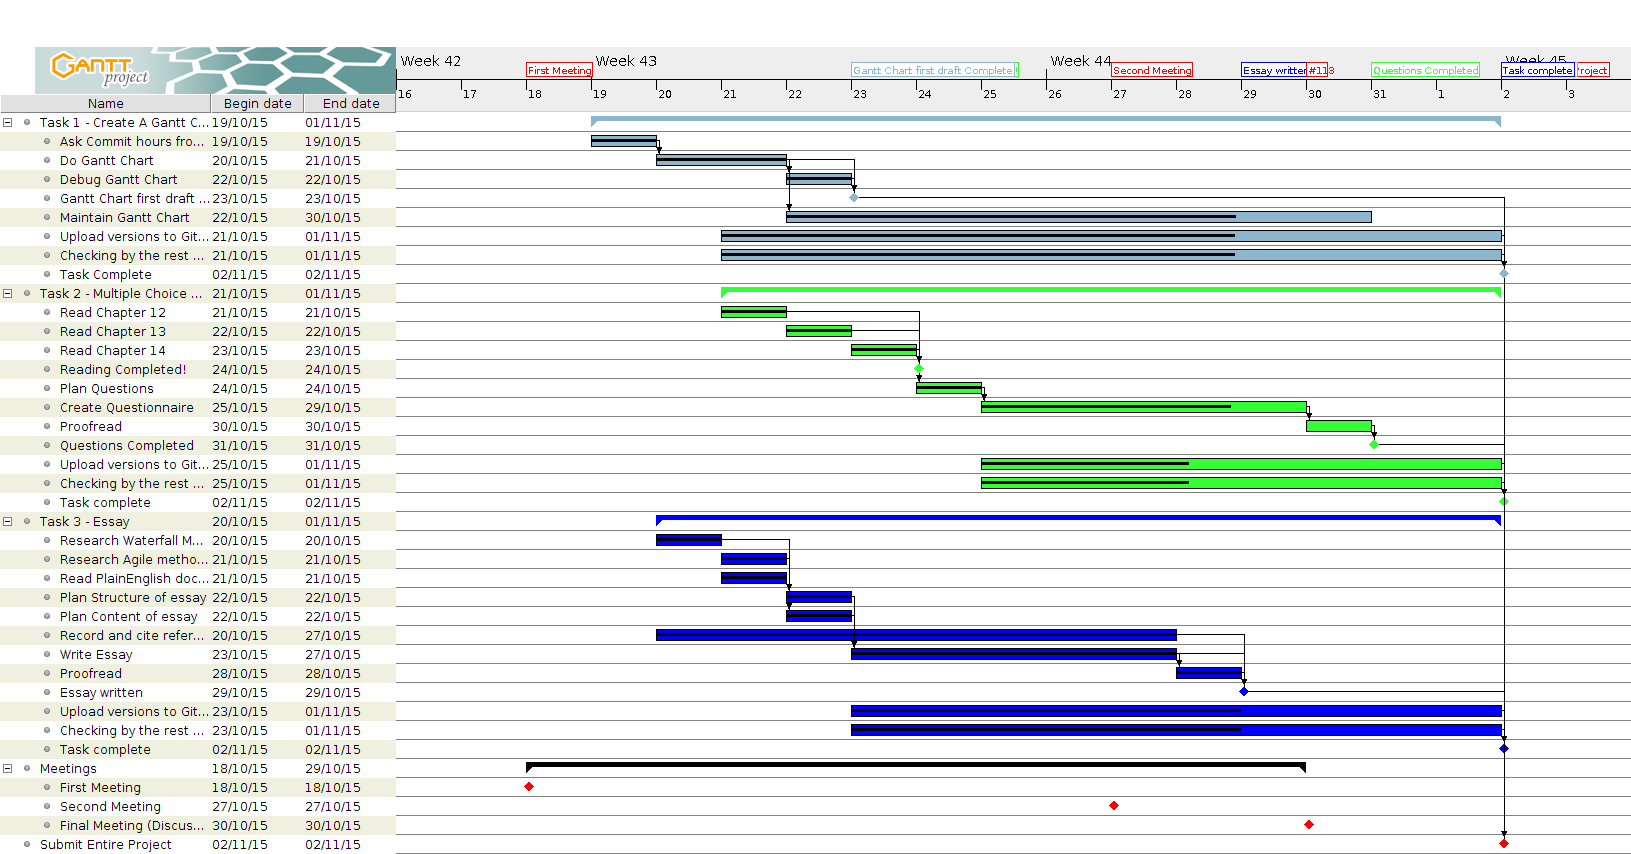 GANTT
project
Week 42
Week 43
Week 44
Week 45
First Meeting
Gantt Chart first draft Complete
Second Meeting
Essay written
#113
Questions Completed
Task complete
roject
Name Begin date End date
16 17 18 19 20 21 22 23 24 25 26 27 28 29 30 31 1 2 3
Task 1 - Create A Gantt C... 19/10/15 01/11/15
Ask Commit hours fro... 19/10/15 19/10/15
Do Gantt Chart 20/10/15 21/10/15
Debug Gantt Chart 22/10/15 22/10/15
Gantt Chart first draft ... 23/10/15 23/10/15
Maintain Gantt Chart 22/10/15 30/10/15
Upload versions to Git... 21/10/15 01/11/15
Checking by the rest ... 21/10/15 01/11/15
Task Complete 02/11/15 02/11/15
Task 2 - Multiple Choice ... 21/10/15 01/11/15
Read Chapter 12 21/10/15 21/10/15
Read Chapter 13 22/10/15 22/10/15
Read Chapter 14 23/10/15 23/10/15
Reading Completed! 24/10/15 24/10/15
Plan Questions 24/10/15 24/10/15
Create Questionnaire 25/10/15 29/10/15
Proofread 30/10/15 30/10/15
Questions Completed 31/10/15 31/10/15
Upload versions to Git... 25/10/15 01/11/15
Checking by the rest ... 25/10/15 01/11/15
Task complete 02/11/15 02/11/15
Task 3 - Essay 20/10/15 01/11/15
Research Waterfall M... 20/10/15 20/10/15
Research Agile metho... 21/10/15 21/10/15
Read PlainEnglish doc... 21/10/15 21/10/15
Plan Structure of essay 22/10/15 22/10/15
Plan Content of essay 22/10/15 22/10/15
Record and cite refer... 20/10/15 27/10/15
Write Essay 23/10/15 27/10/15
Proofread 28/10/15 28/10/15
Essay written 29/10/15 29/10/15
Upload versions to Git... 23/10/15 01/11/15
Checking by the rest ... 23/10/15 01/11/15
Task complete 02/11/15 02/11/15
Meetings 18/10/15 29/10/15
First Meeting 18/10/15 18/10/15
Second Meeting 27/10/15 27/10/15
Final Meeting (Discus... 30/10/15 30/10/15
Submit Entire Project 02/11/15 02/11/15